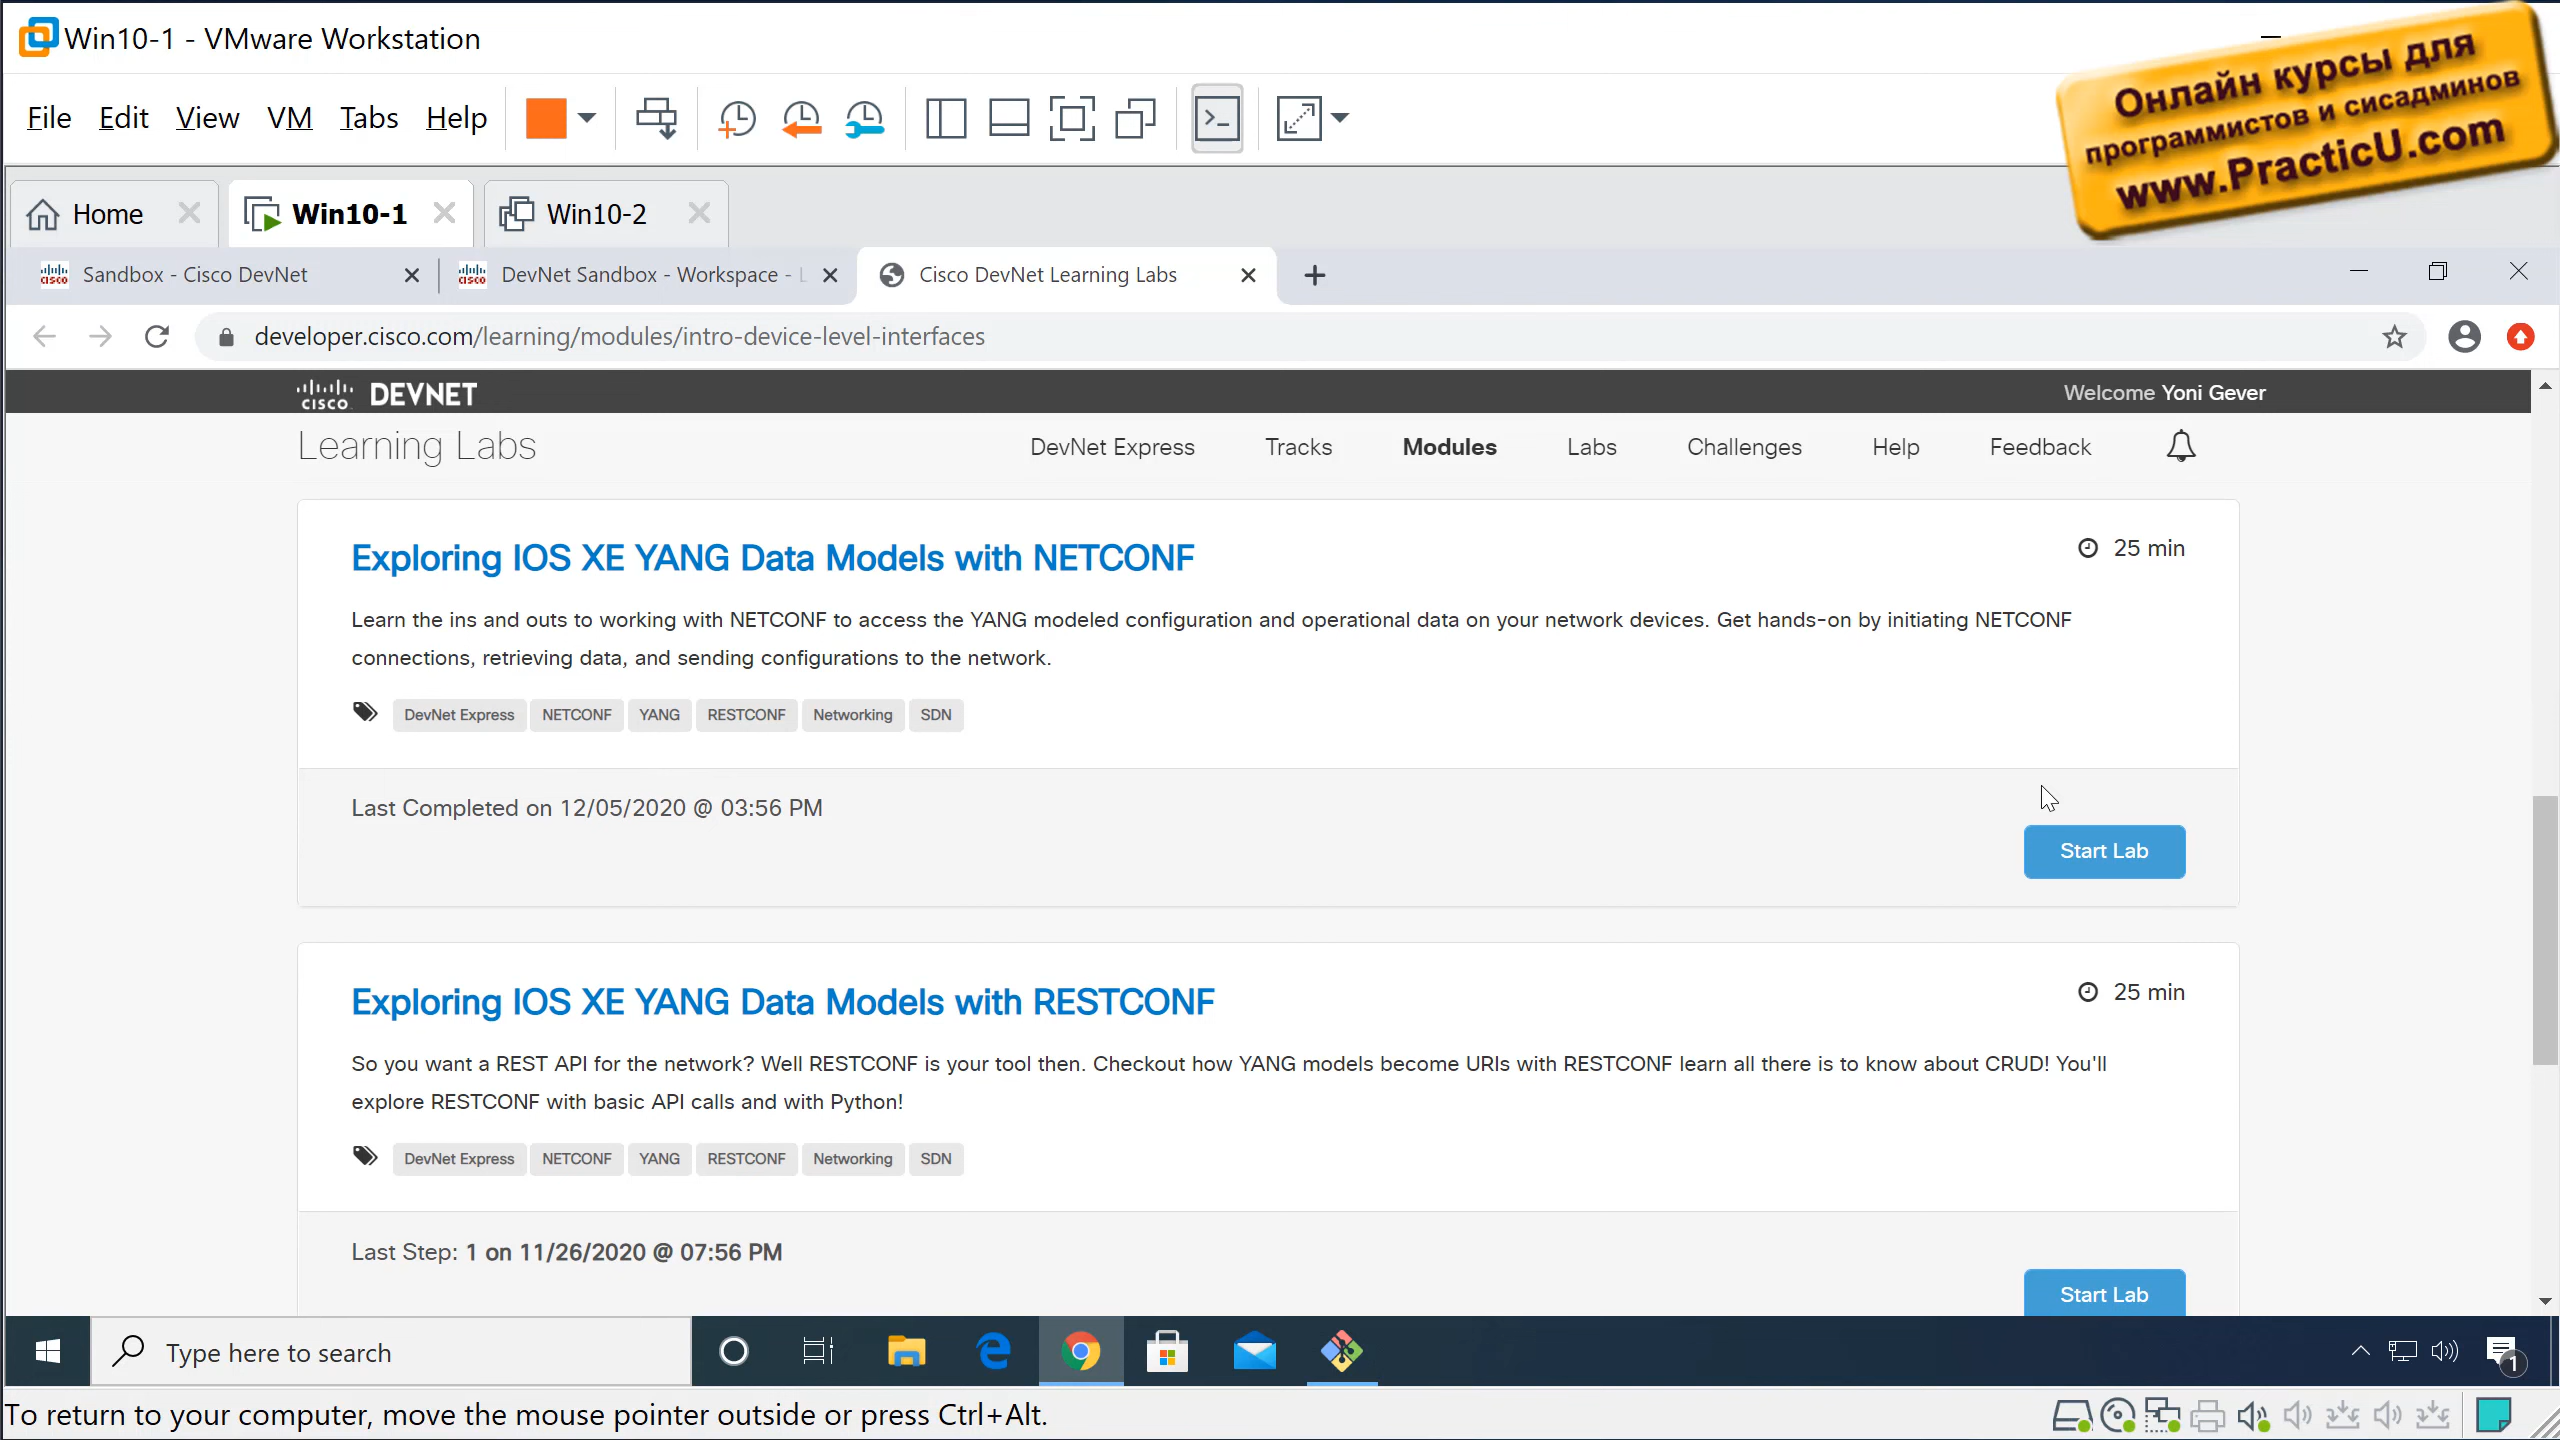 Win10-1 - VMware Workstation
Онлайн курсы для
программистов и сисадминов
www.PracticU.com
File Edit View VM Tabs Help
Home Win10-1 Win10-2
Sandbox - Cisco DevNet DevNet Sandbox - Workspace - L Cisco DevNet Learning Labs
developer.cisco.com/learning/modules/intro-device-level-interfaces
CISCO DEVNET Welcome Yoni Gever
Learning Labs DevNet Express Tracks Modules Labs Challenges Help Feedback
Exploring IOS XE YANG Data Models with NETCONF 25 min
Learn the ins and outs to working with NETCONF to access the YANG modeled configuration and operational data on your network devices. Get hands-on by initiating NETCONF
connections, retrieving data, and sending configurations to the network.
DevNet Express NETCONF YANG RESTCONF Networking SDN
Last Completed on 12/05/2020 @ 03:56 PM
Start Lab
Exploring IOS XE YANG Data Models with RESTCONF 25 min
So you want a REST API for the network? Well RESTCONF is your tool then. Checkout how YANG models become URIs with RESTCONF learn all there is to know about CRUD! You'll
explore RESTCONF with basic API calls and with Python!
DevNet Express NETCONF YANG RESTCONF Networking SDN
Last Step: 1 on 11/26/2020 @ 07:56 PM
Start Lab
Type here to search 1
To return to your computer, move the mouse pointer outside or press Ctrl+Alt.